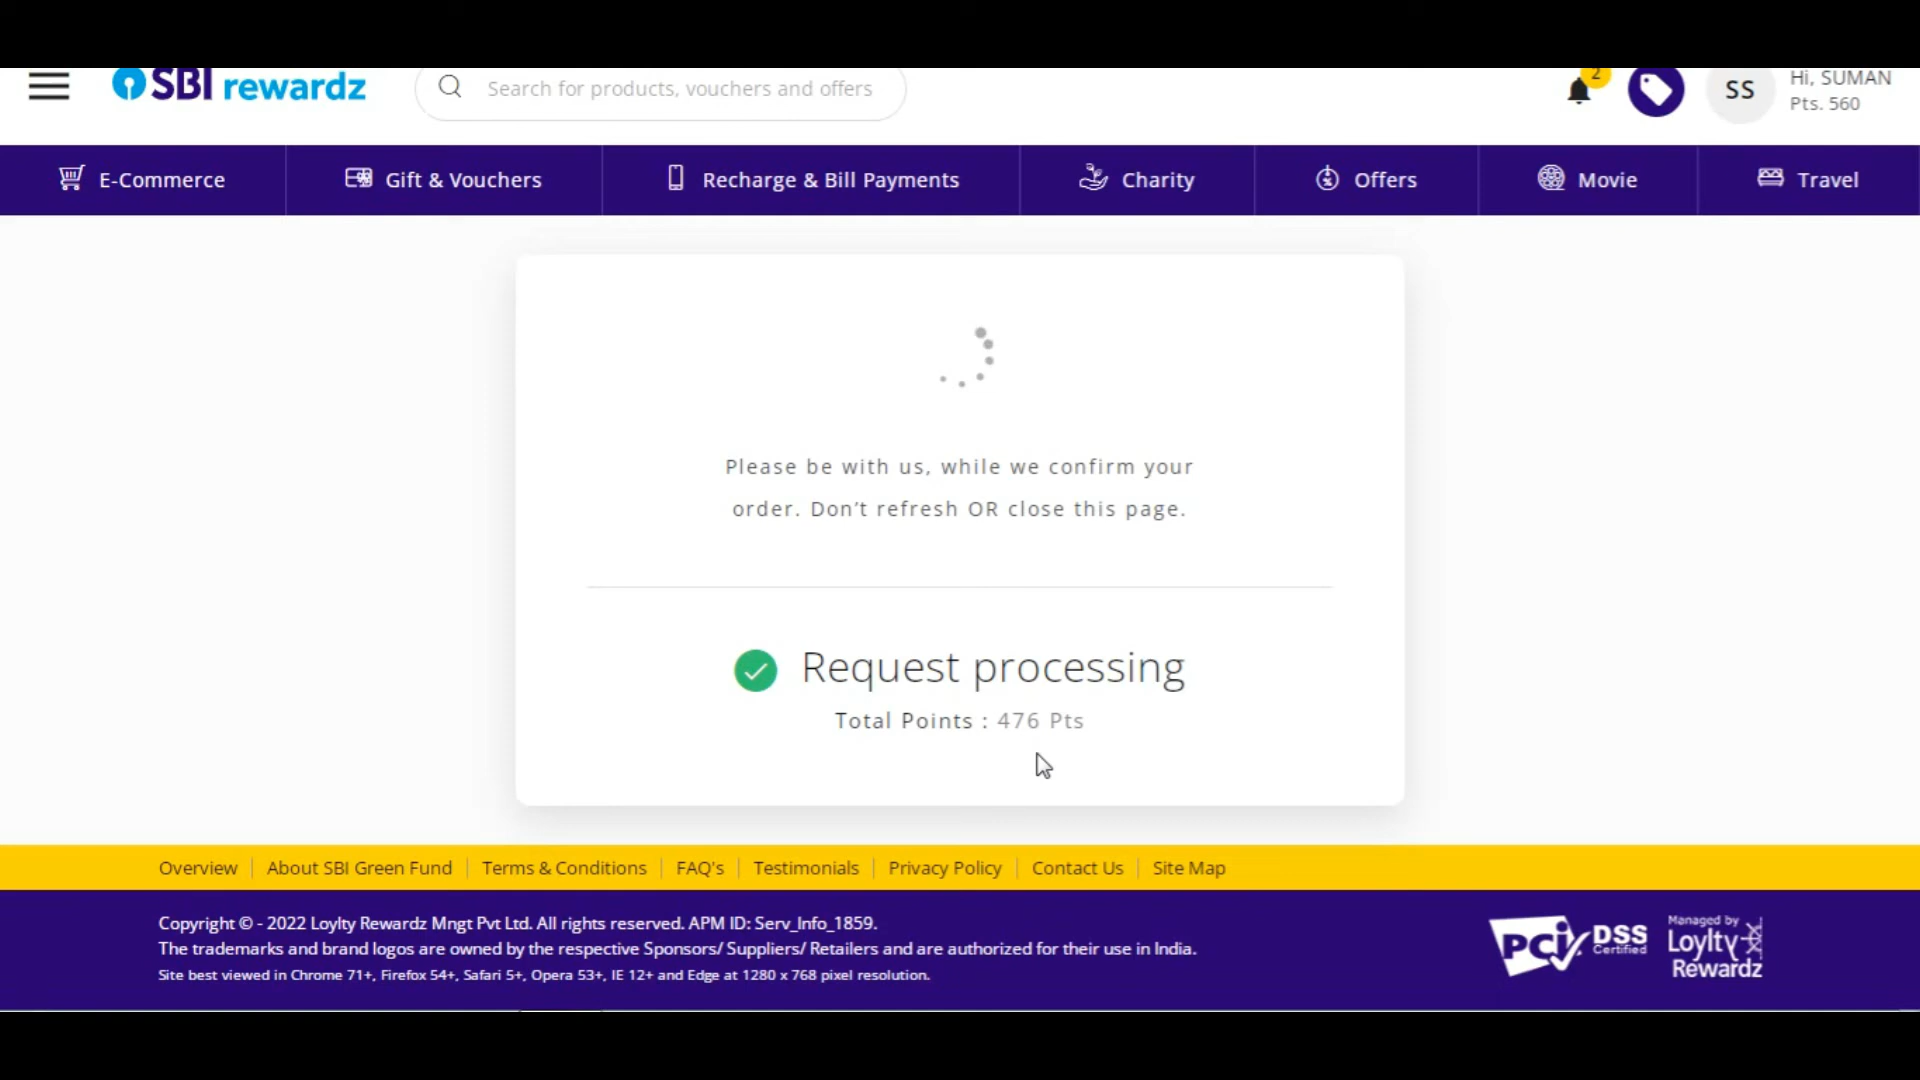 SBI rewardz
Search for products, vouchers and offers
2
SS
Hi, SUMAN
Pts. 560
E-Commerce
Gift & Vouchers
Recharge & Bill Payments
Charity
Offers
Movie
Travel
Please be with us, while we confirm your
order. Don’t refresh OR close this page.
Request processing
Total Points : 476 Pts
Overview
About SBI Green Fund
Terms & Conditions
FAQ's
Testimonials
Privacy Policy
Contact Us
Site Map
Copyright © - 2022 Loylty Rewardz Mngt Pvt Ltd. All rights reserved. APM ID: Serv_Info_1859.
The trademarks and brand logos are owned by the respective Sponsors/ Suppliers/ Retailers and are authorized for their use in India.
Site best viewed in Chrome 71+, Firefox 54+, Safari 5+, Opera 53+, IE 12+ and Edge at 1280 x 768 pixel resolution.
PCi DSS
Certified
Managed by
Loylty
Rewardz